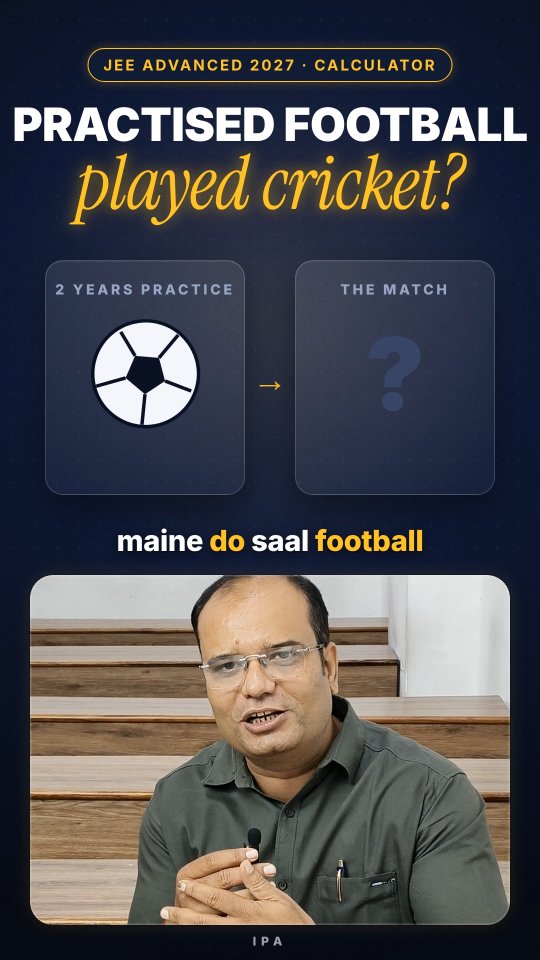 JEE ADVANCED 2027 · CALCULATOR
PRACTISED FOOTBALL
played cricket?
2 YEARS PRACTICE
THE MATCH
→
?
maine do saal football
IPA